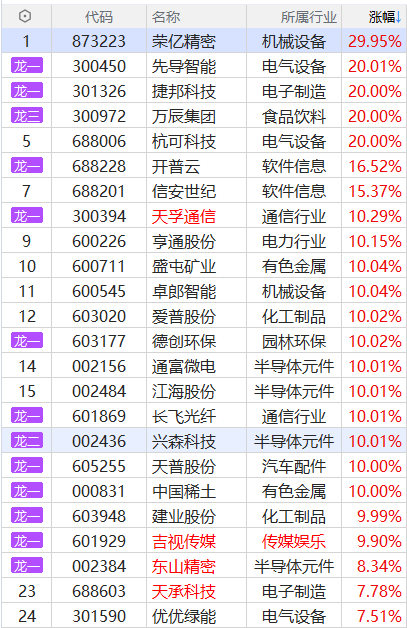 代码 名称 所属行业 涨幅↓
1 873223 荣亿精密 机械设备 29.95%
龙一 300450 先导智能 电气设备 20.01%
龙一 301326 捷邦科技 电子制造 20.00%
龙三 300972 万辰集团 食品饮料 20.00%
5 688006 杭可科技 电气设备 20.00%
龙一 688228 开普云 软件信息 16.52%
7 688201 信安世纪 软件信息 15.37%
龙一 300394 天孚通信 通信行业 10.29%
9 600226 亨通股份 电力行业 10.15%
10 600711 盛屯矿业 有色金属 10.04%
11 600545 卓郎智能 机械设备 10.04%
12 603020 爱普股份 化工制品 10.02%
龙一 603177 德创环保 园林环保 10.02%
14 002156 通富微电 半导体元件 10.01%
15 002484 江海股份 半导体元件 10.01%
龙一 601869 长飞光纤 通信行业 10.01%
龙二 002436 兴森科技 半导体元件 10.01%
龙一 605255 天普股份 汽车配件 10.00%
龙一 000831 中国稀土 有色金属 10.00%
龙一 603948 建业股份 化工制品 9.99%
龙一 601929 吉视传媒 传媒娱乐 9.90%
龙一 002384 东山精密 半导体元件 8.34%
23 688603 天承科技 电子制造 7.78%
24 301590 优优绿能 电气设备 7.51%